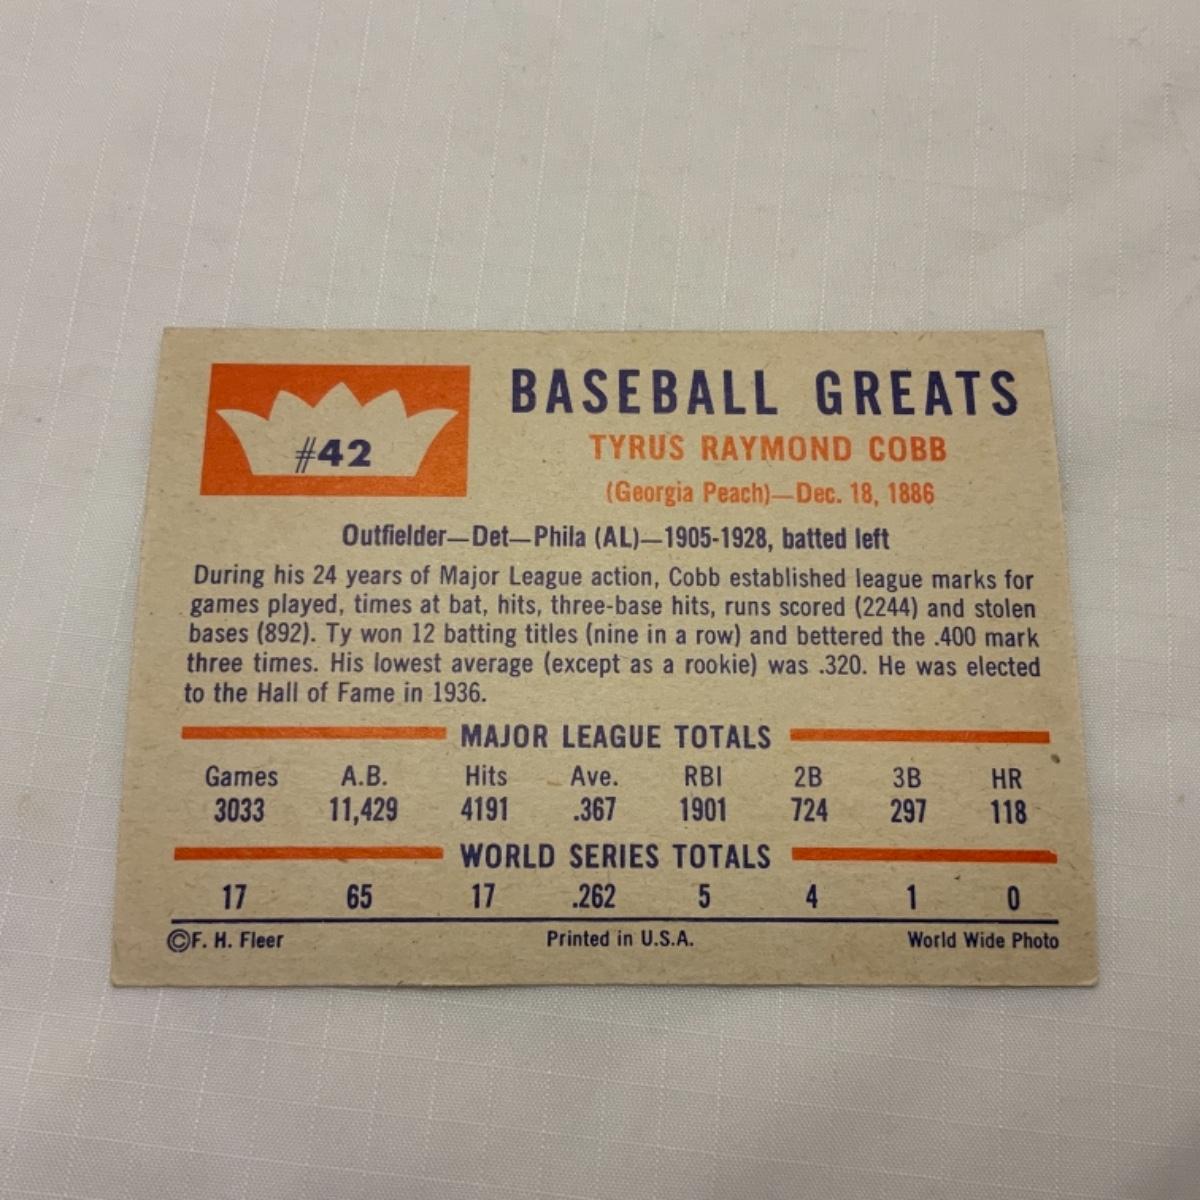 #42
BASEBALL GREATS
TYRUS RAYMOND COBB
(Georgia Peach)—Dec. 18, 1886
Outfielder—Det—Phila (AL)—1905-1928, batted left
During his 24 years of Major League action, Cobb established league marks for
games played, times at bat, hits, three-base hits, runs scored (2244) and stolen
bases (892). Ty won 12 batting titles (nine in a row) and bettered the .400 mark
three times. His lowest average (except as a rookie) was .320. He was elected
to the Hall of Fame in 1936.
MAJOR LEAGUE TOTALS
Games A.B. Hits Ave. RBI 2B 3B HR
3033 11,429 4191 .367 1901 724 297 118
WORLD SERIES TOTALS
17 65 17 .262 5 4 1 0
©F. H. Fleer Printed in U.S.A. World Wide Photo